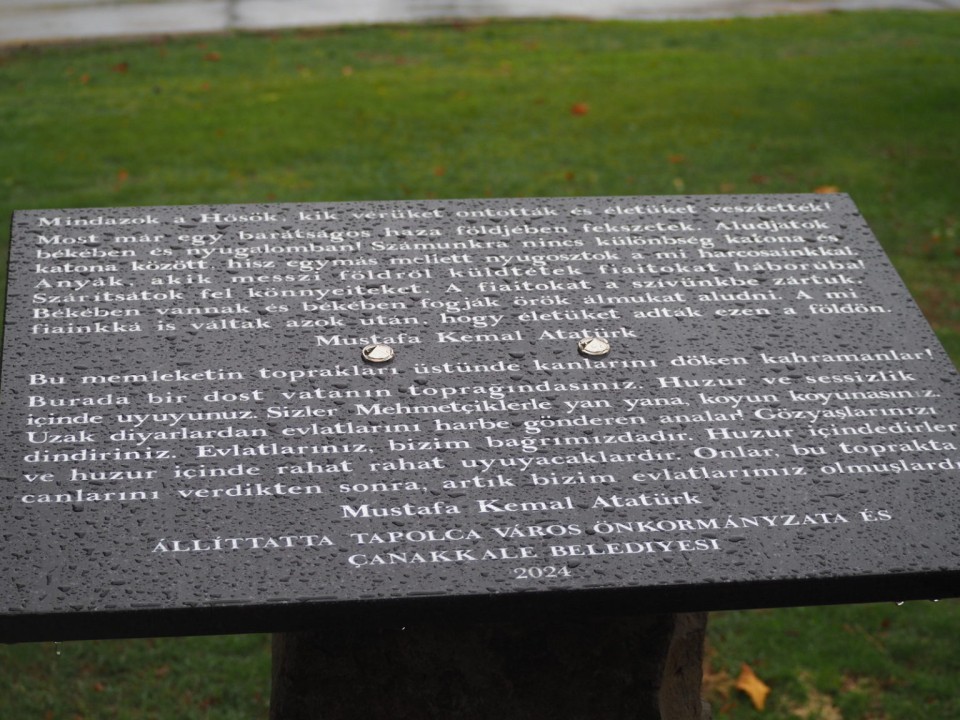 Mindazok a Hősök, kik verüket ontották és életüket vesztették!
Most már egy barátságos haza földjében fekszetek. Aludjatok
békében és nyugalomban! Számunkra nincs különbség katona és
katona között, hisz egymás mellett nyugosztok a mi harcosainkkal.
Anyák, akik messzi földről küldtétek fiaitokat háborúba!
Szárítsátok fel könnyeiteket. A fiaitokat a szívünkbe zártuk.
Békében vannak és békében fogják örök álmukat aludni. A mi
fiainkká is váltak azok után, hogy életüket adták ezen a földön.
Mustafa Kemal Atatürk
Bu memleketin toprakları üstünde kanlarını döken kahramanlar!
Burada bir dost vatanın toprağındasınız. Huzur ve sessizlik
içinde uyuyunuz. Sizler Mehmetçiklerle yan yana, koyun koyunasınız.
Uzak diyarlardan evlatlarını harbe gönderen analar! Gözyaşlarınızı
dindiriniz. Evlatlarınız, bizim bağrımızdadır. Huzur içindedirler
ve huzur içinde rahat rahat uyuyacaklardır. Onlar, bu toprakta
canlarını verdikten sonra, artık bizim evlatlarımız olmuşlardı
Mustafa Kemal Atatürk
ÁLLÍTTATTA TAPOLCA VÁROS ÖNKORMÁNYZATA ÉS
ÇANAKKALE BELEDİYESİ
2024